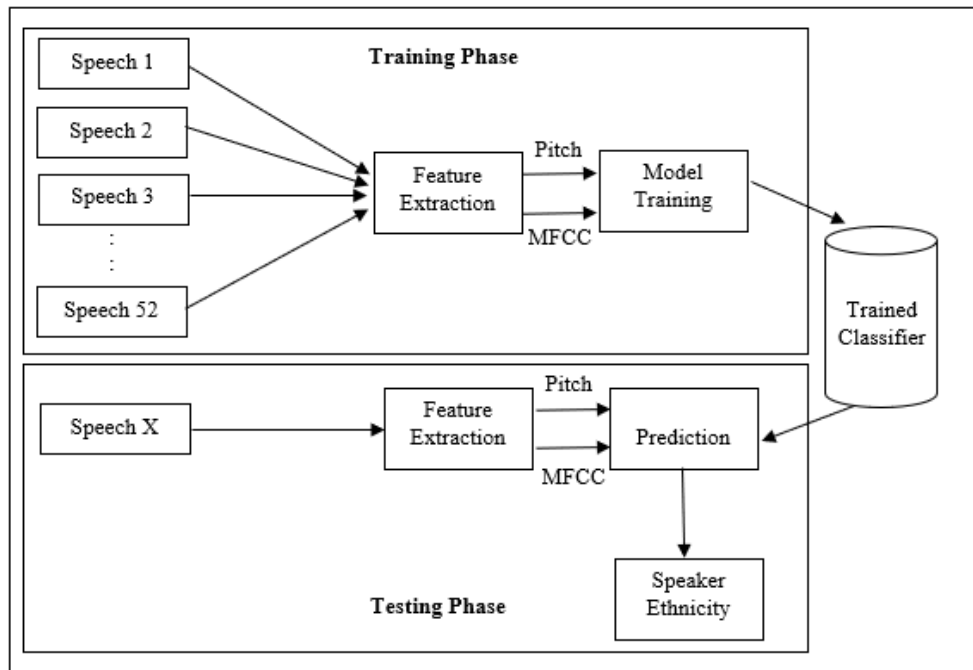 Training Phase
Speech 1
Speech 2
Speech 3
:
:
Speech 52
Feature
Extraction
Pitch
MFCC
Model
Training
Trained
Classifier
Speech X
Feature
Extraction
Pitch
MFCC
Prediction
Speaker
Ethnicity
Testing Phase